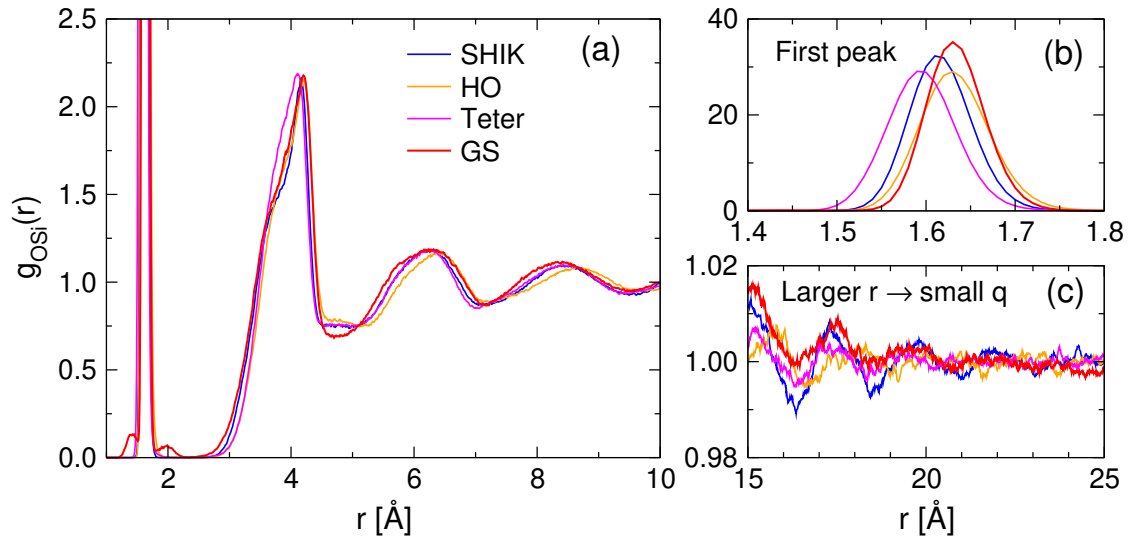 (a)
SHIK
HO
Teter
GS
2.5
2.0
1.5
1.0
0.5
0.0
2 4 6 8 10
r [Å]
gOSi(r)
(b)
First peak
40
20
0
1.4 1.5 1.6 1.7 1.8
(c)
Larger r → small q
1.02
1.00
0.98
15 20 25
r [Å]